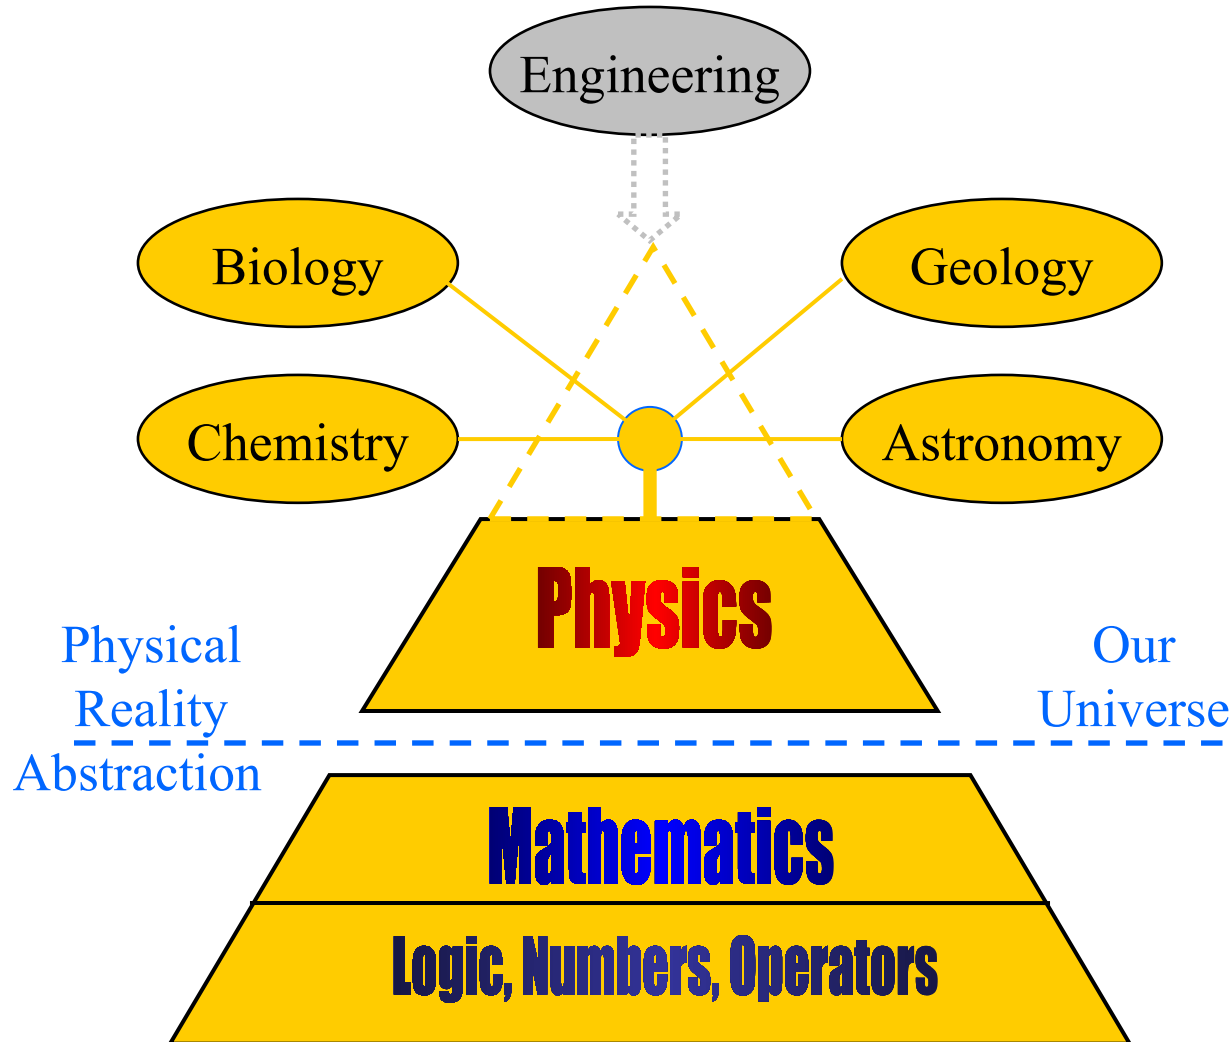 Engineering
Biology
Geology
Chemistry
Astronomy
Physics
Physical
Reality
Our
Universe
Abstraction
Mathematics
Logic, Numbers, Operators